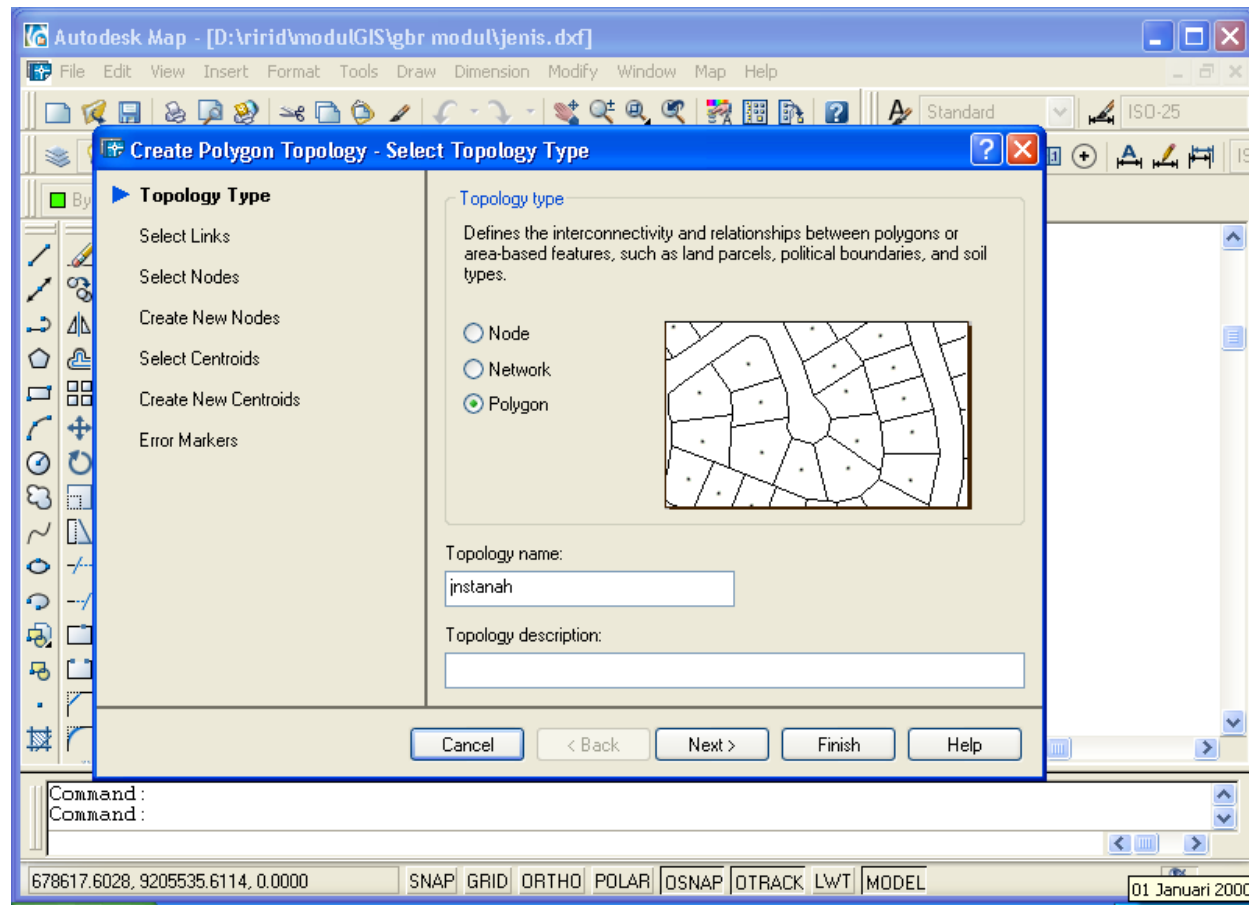 Autodesk Map - [D:\ririd\modulGIS\gbr modul\jenis.dxf]
File Edit View Insert Format Tools Draw Dimension Modify Window Map Help
Standard ISO-25
Create Polygon Topology - Select Topology Type
By
Topology Type
Select Links
Select Nodes
Create New Nodes
Select Centroids
Create New Centroids
Error Markers
Topology type
Defines the interconnectivity and relationships between polygons or
area-based features, such as land parcels, political boundaries, and soil
types.
Node
Network
Polygon
Topology name:
jnstanah
Topology description:
Cancel < Back Next > Finish Help
Command:
Command:
678617.6028, 9205535.6114, 0.0000 SNAP GRID ORTHO POLAR OSNAP OTRACK LWT MODEL
01 Januari 2000